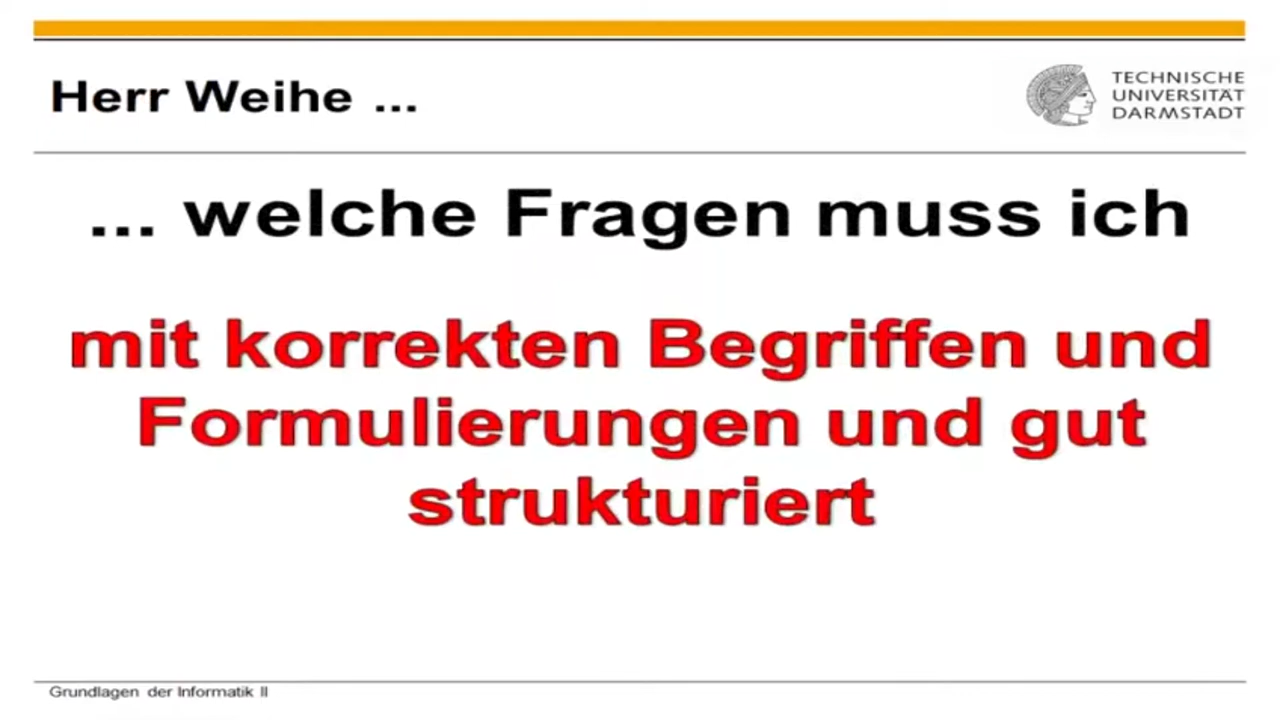 Herr Weihe ...
TECHNISCHE
UNIVERSITÄT
DARMSTADT
... welche Fragen muss ich
mit korrekten Begriffen und
Formulierungen und gut
strukturiert
Grundlagen der Informatik II